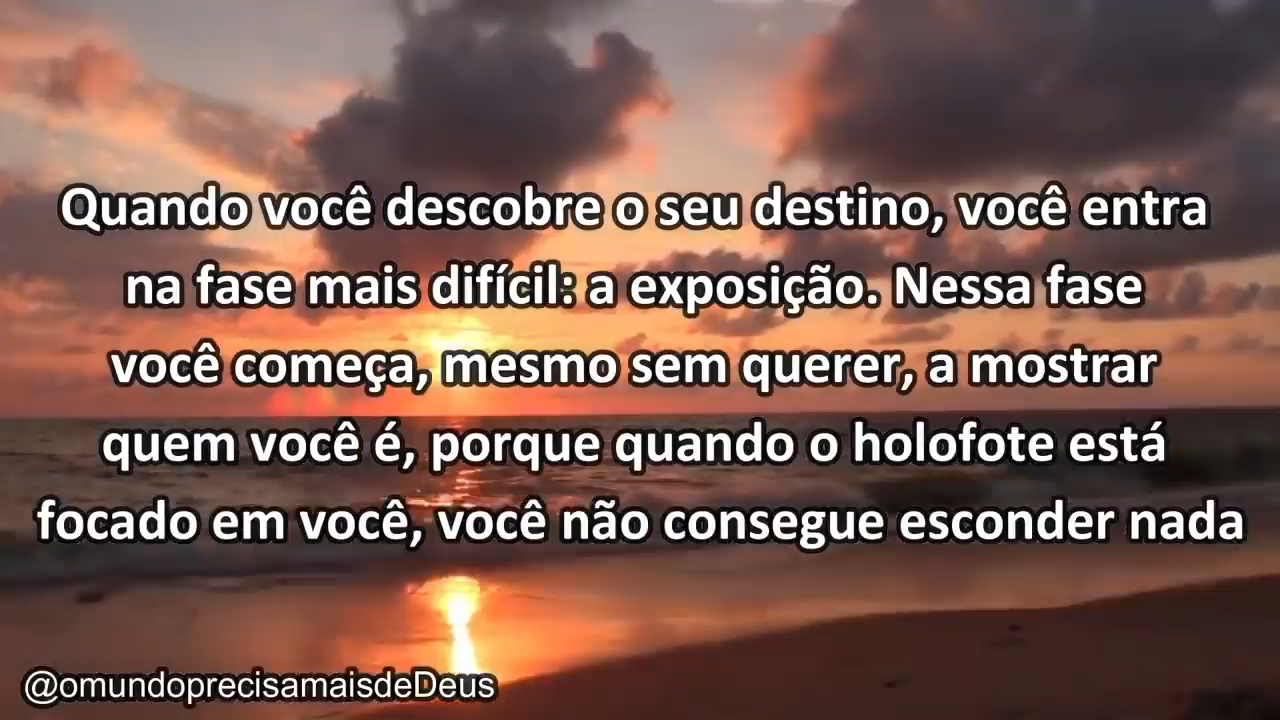 Quando você descobre o seu destino, você entra
na fase mais difícil: a exposição. Nessa fase
você começa, mesmo sem querer, a mostrar
quem você é, porque quando o holofote está
focado em você, você não consegue esconder nada
@omundoprecisamaisdeDeus